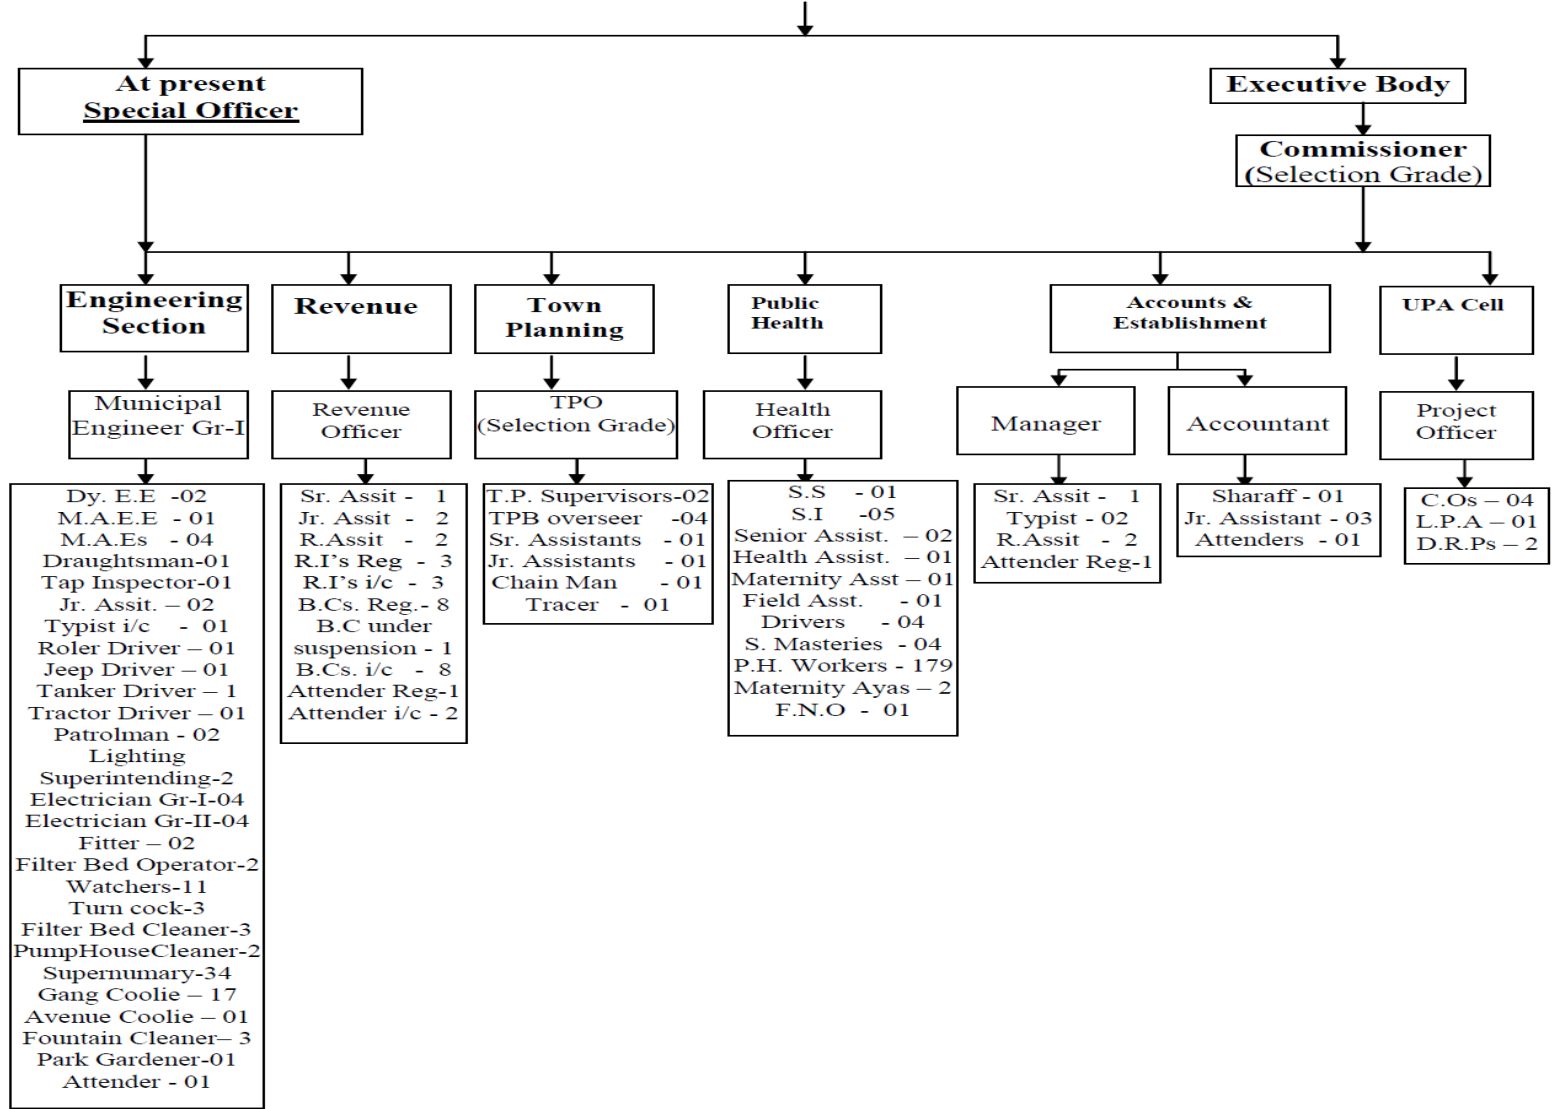 At present
Special Officer
Executive Body
Commissioner
(Selection Grade)
Engineering
Section
Revenue
Town
Planning
Public
Health
Accounts &
Establishment
UPA Cell
Municipal
Engineer Gr-I
Revenue
Officer
TPO
(Selection Grade)
Health
Officer
Manager
Accountant
Project
Officer
Dy. E.E -02
M.A.E.E - 01
M.A.Es - 04
Draughtsman-01
Tap Inspector-01
Jr. Assit. – 02
Typist i/c - 01
Roler Driver – 01
Jeep Driver – 01
Tanker Driver – 1
Tractor Driver – 01
Patrolman - 02
Lighting
Superintending-2
Electrician Gr-I-04
Electrician Gr-II-04
Fitter – 02
Filter Bed Operator-2
Watchers-11
Turn cock-3
Filter Bed Cleaner-3
PumpHouseCleaner-2
Supernumary-34
Gang Coolie – 17
Avenue Coolie – 01
Fountain Cleaner– 3
Park Gardener-01
Attender - 01
Sr. Assit - 1
Jr. Assit - 2
R.Assit - 2
R.I's Reg - 3
R.I's i/c - 3
B.Cs. Reg.- 8
B.C under
suspension - 1
B.Cs. i/c - 8
Attender Reg-1
Attender i/c - 2
T.P. Supervisors-02
TPB overseer -04
Sr. Assistants - 01
Jr. Assistants - 01
Chain Man - 01
Tracer - 01
S.S - 01
S.I -05
Senior Assist. – 02
Health Assist. – 01
Maternity Asst – 01
Field Asst. - 01
Drivers - 04
S. Masteries - 04
P.H. Workers - 179
Maternity Ayas – 2
F.N.O - 01
Sr. Assit - 1
Typist - 02
R.Assit - 2
Attender Reg-1
Sharaff - 01
Jr. Assistant - 03
Attenders - 01
C.Os – 04
L.P.A – 01
D.R.Ps – 2